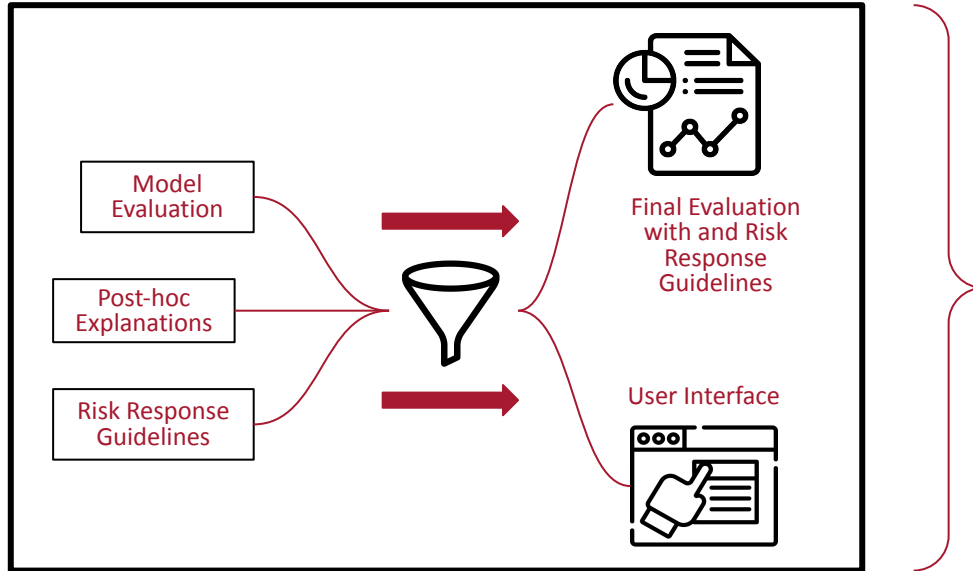 Model
Evaluation
Post-hoc
Explanations
Risk Response
Guidelines
Final Evaluation
with and Risk
Response
Guidelines
User Interface